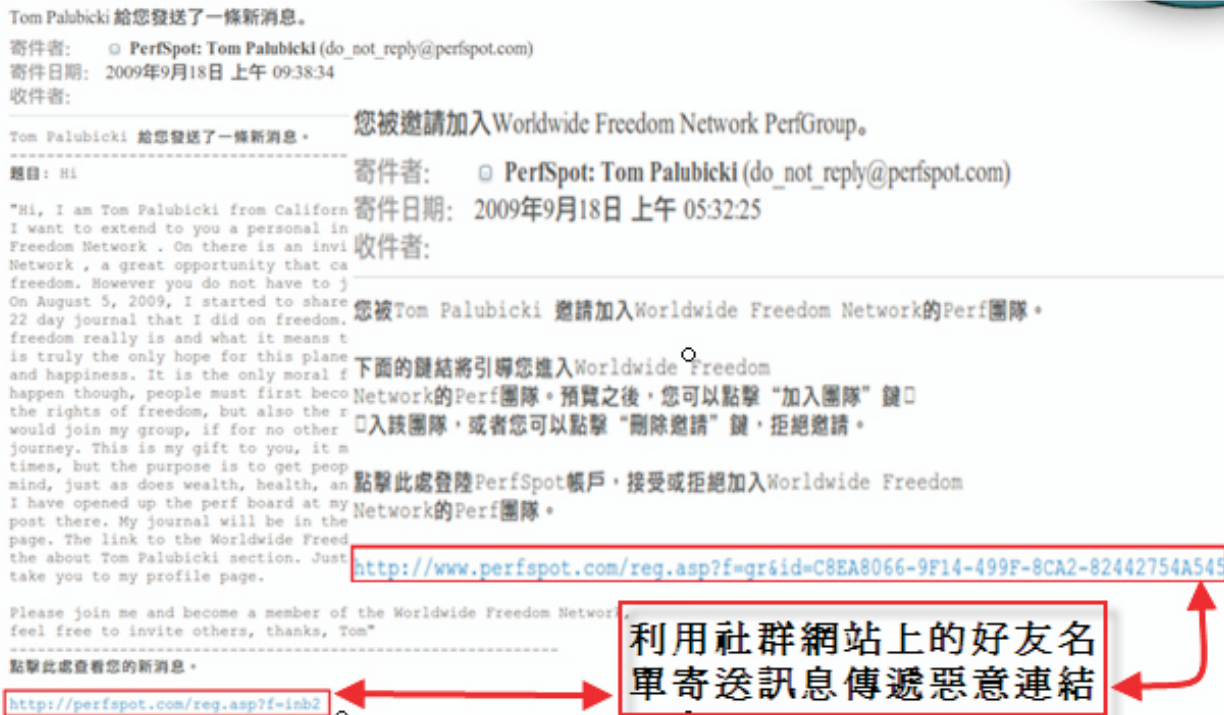 Tom Palubicki 給您發送了一條新消息。
寄件者: PerfSpot: Tom Palubicki (do_not_reply@perfspot.com)
寄件日期: 2009年9月18日 上午 09:38:34
收件者:
Tom Palubicki 給您發送了一條新消息。
題目: Hi
"Hi, I am Tom Palubicki from Californ
I want to extend to you a personal in
Freedom Network . On there is an invi
Network , a great opportunity that ca
freedom. However you do not have to j
On August 5, 2009, I started to share
22 day journal that I did on freedom.
freedom really is and what it means t
is truly the only hope for this plane
and happiness. It is the only moral f
happen though, people must first beco
the rights of freedom, but also the r
would join my group, if for no other
journey. This is my gift to you, it m
times, but the purpose is to get peop
mind, just as does wealth, health, an
I have opened up the perf board at my
post there. My journal will be in the
page. The link to the Worldwide Freed
the about Tom Palubicki section. Just
take you to my profile page.
Please join me and become a member of the Worldwide Freedom Network,
feel free to invite others, thanks, Tom"
點擊此處查看您的新消息。
http://perfspot.com/reg.asp?f=inb2
您被邀請加入Worldwide Freedom Network PerfGroup。
寄件者: PerfSpot: Tom Palubicki (do_not_reply@perfspot.com)
寄件日期: 2009年9月18日 上午 05:32:25
收件者:
您被Tom Palubicki 邀請加入Worldwide Freedom Network的Perf團隊。
下面的鏈結將引導您進入Worldwide Freedom
Network的Perf團隊。預覽之後，您可以點擊 “加入團隊” 鍵□
□入該團隊，或者您可以點擊 “刪除邀請” 鍵，拒絕邀請。
點擊此處登陸PerfSpot帳戶，接受或拒絕加入Worldwide Freedom
Network的Perf團隊。
http://www.perfspot.com/reg.asp?f=gr&id=C8EA8066-9F14-499F-8CA2-82442754A545
利用社群網站上的好友名
單寄送訊息傳遞惡意連結